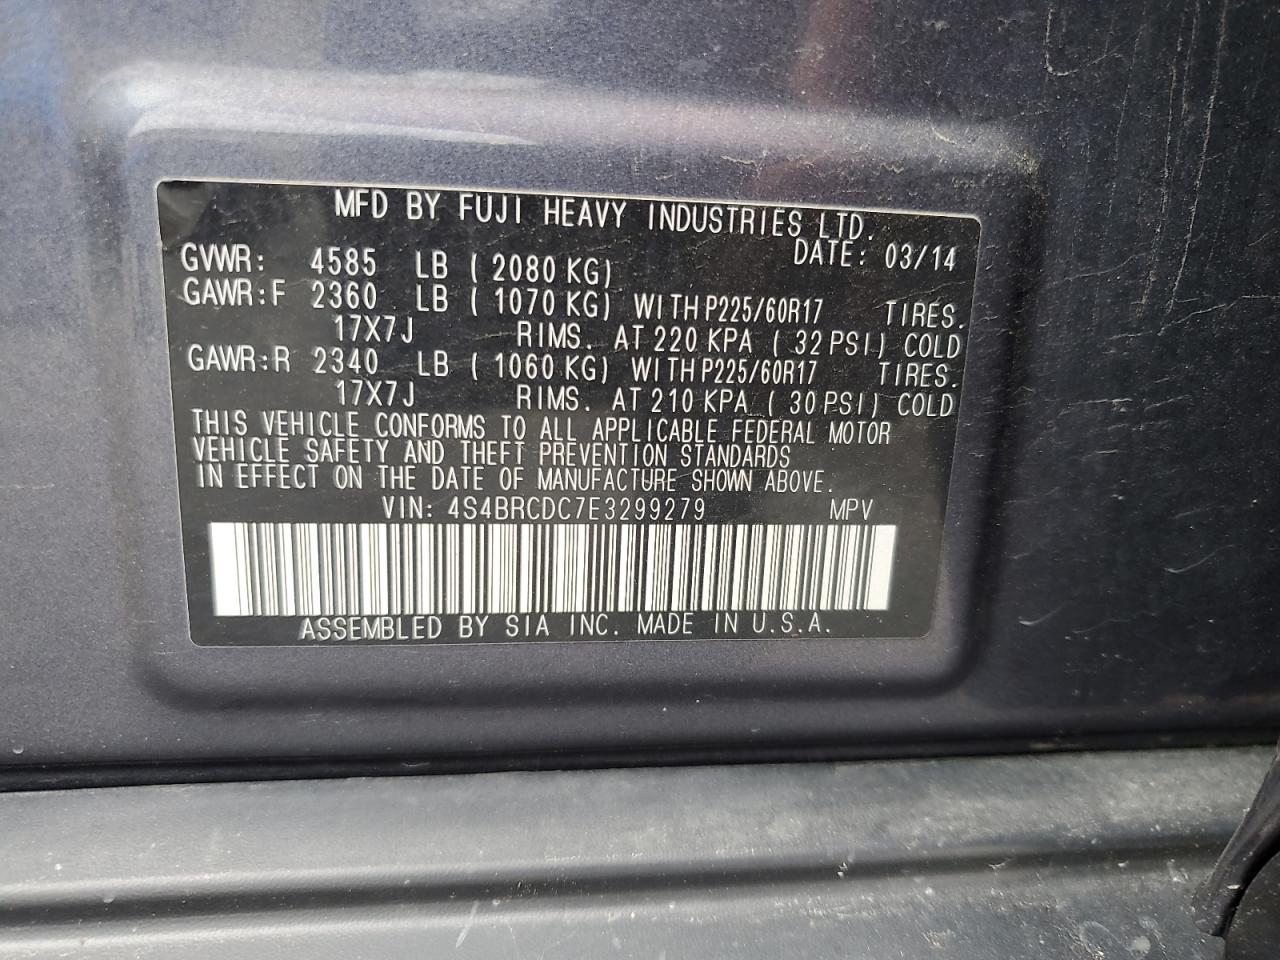 MFD BY FUJI HEAVY INDUSTRIES LTD.
DATE: 03/14
GVWR: 4585 LB (2080 KG)
GAWR:F 2360 LB (1070 KG) WITH P225/60R17 TIRES.
17X7J RIMS. AT 220 KPA (32 PSI) COLD
GAWR:R 2340 LB (1060 KG) WITH P225/60R17 TIRES.
17X7J RIMS. AT 210 KPA (30 PSI) COLD
THIS VEHICLE CONFORMS TO ALL APPLICABLE FEDERAL MOTOR
VEHICLE SAFETY AND THEFT PREVENTION STANDARDS
IN EFFECT ON THE DATE OF MANUFACTURE SHOWN ABOVE.
VIN: 4S4BRCDC7E3299279 MPV
ASSEMBLED BY SIA INC. MADE IN U.S.A.